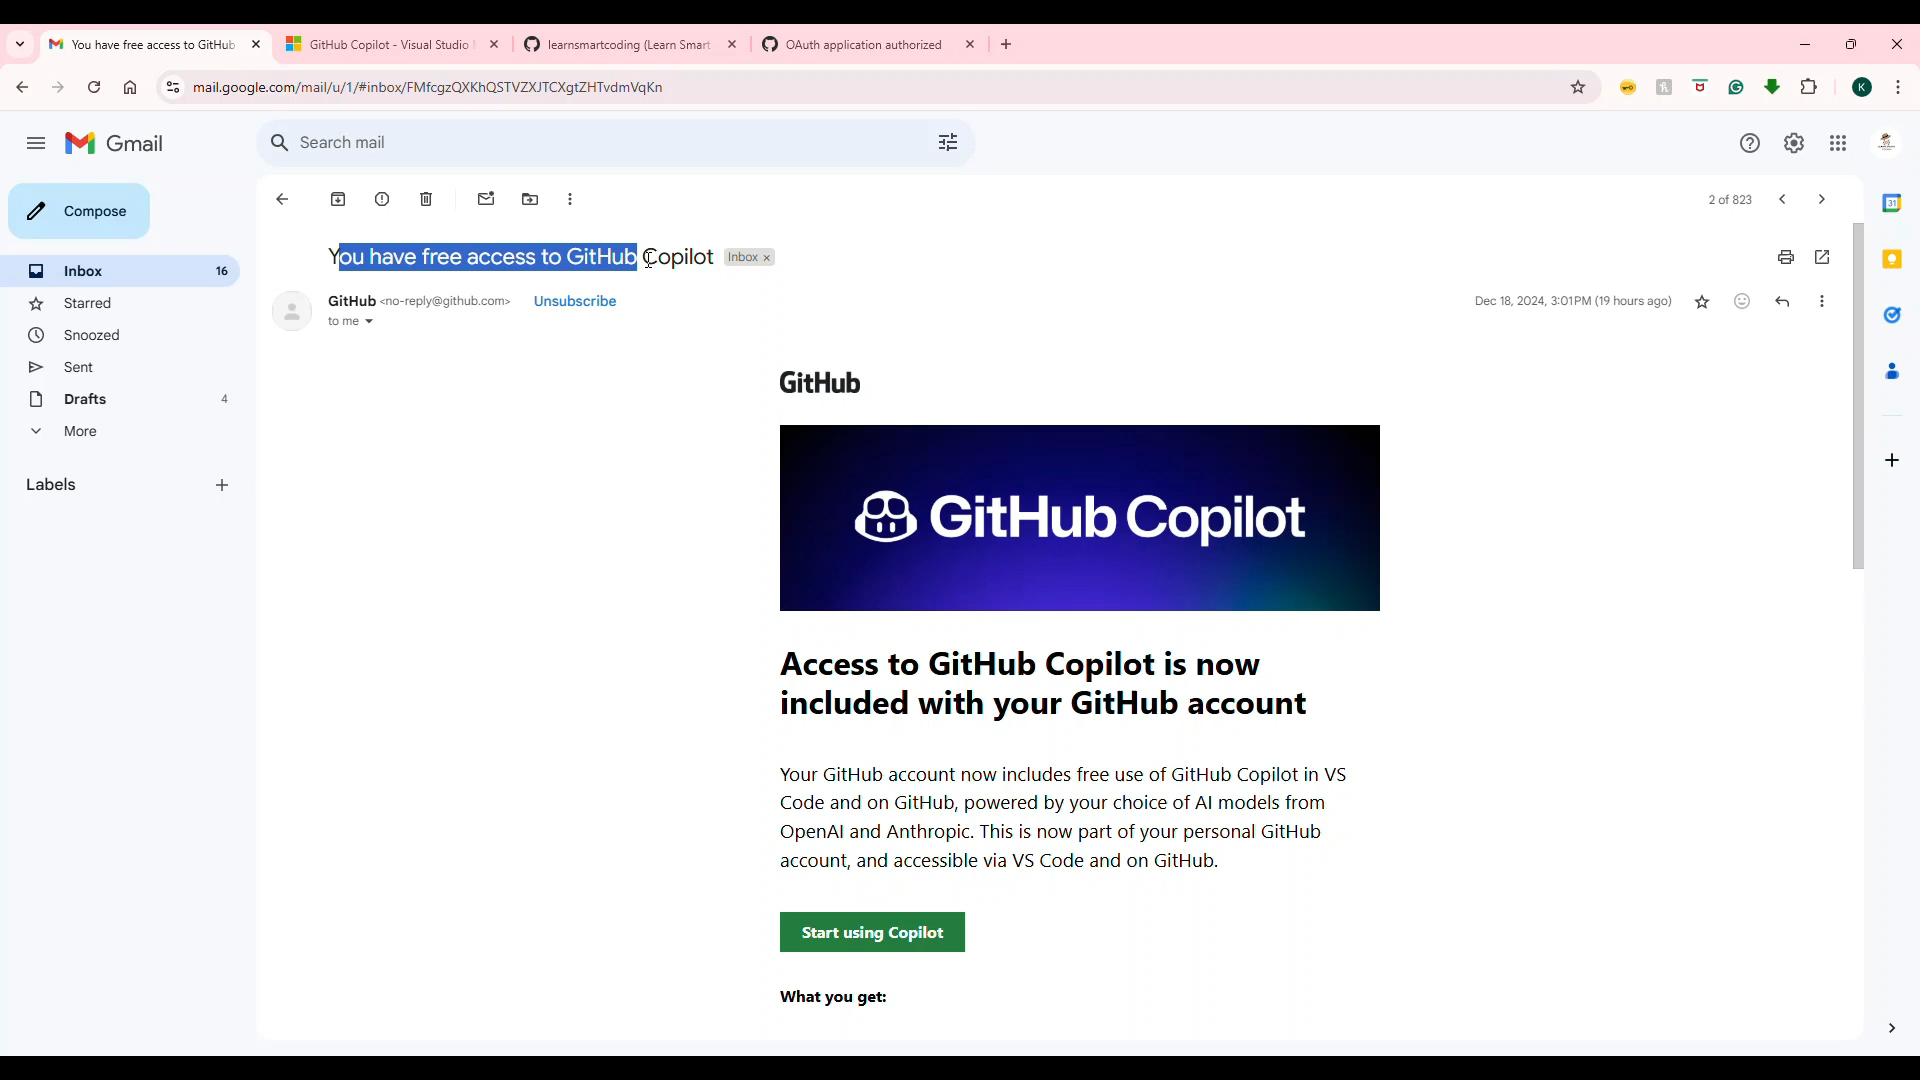 You have free access to GitHub
GitHub Copilot - Visual Studio
learnsmartcoding (Learn Smart
OAuth application authorized
mail.google.com/mail/u/1/#inbox/FMfcgzQXKhQSTVZXJTCXgtZHTvdmVqKn
K
Gmail
Search mail
Compose
2 of 823
31
You have free access to GitHub Copilot
Inbox ×
Inbox 16
Starred
Snoozed
Sent
Drafts 4
More
Labels
GitHub <no-reply@github.com> Unsubscribe
Dec 18, 2024, 3:01 PM (19 hours ago)
to me
GitHub
GitHub Copilot
Access to GitHub Copilot is now
included with your GitHub account
Your GitHub account now includes free use of GitHub Copilot in VS
Code and on GitHub, powered by your choice of AI models from
OpenAI and Anthropic. This is now part of your personal GitHub
account, and accessible via VS Code and on GitHub.
Start using Copilot
What you get: